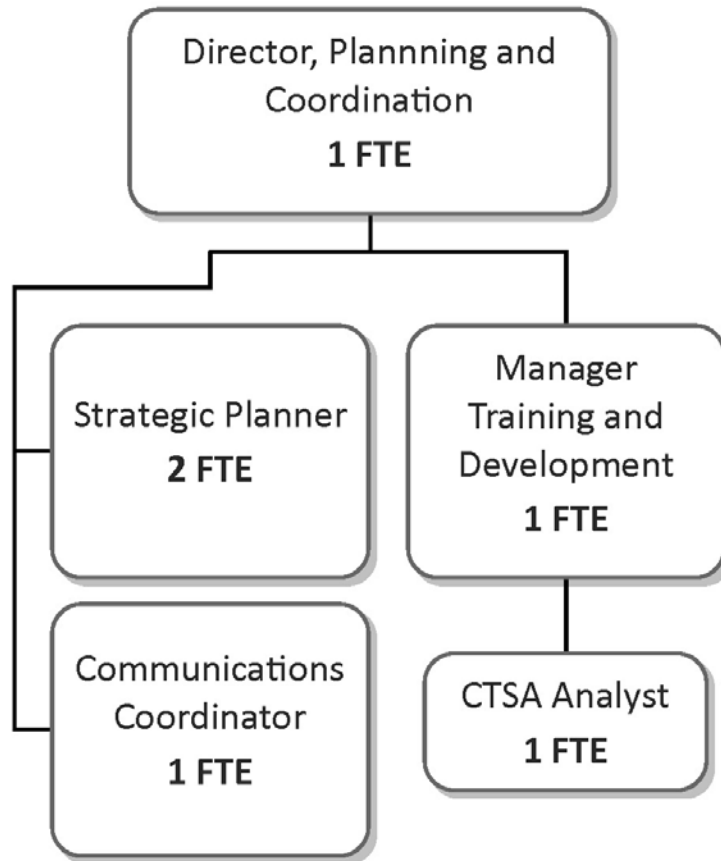 Director, Plannning and
Coordination
1 FTE
Strategic Planner
2 FTE
Manager
Training and
Development
1 FTE
Communications
Coordinator
1 FTE
CTSA Analyst
1 FTE